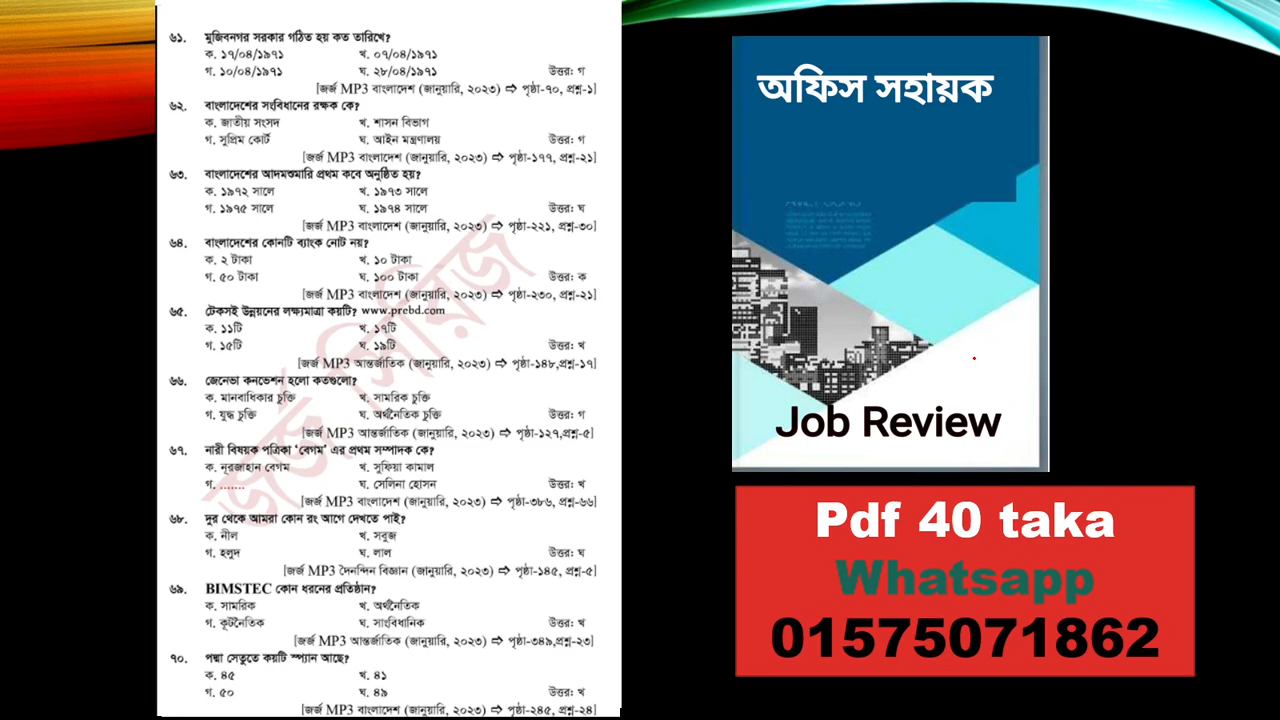 ৬১. মুজিবনগর সরকার গঠিত হয় কত তারিখে?
ক. ১৭/০৪/১৯৭১ খ. ০৭/০৪/১৯৭১
গ. ১০/০৪/১৯৭১ ঘ. ২৮/০৪/১৯৭১ উত্তর: গ
[জর্জ MP3 বাংলাদেশ (জানুয়ারি, ২০২৩) ⇨ পৃষ্ঠা-৭০, প্রশ্ন-১]
৬২. বাংলাদেশের সংবিধানের রক্ষক কে?
ক. জাতীয় সংসদ খ. শাসন বিভাগ
গ. সুপ্রিম কোর্ট ঘ. আইন মন্ত্রণালয় উত্তর: গ
[জর্জ MP3 বাংলাদেশ (জানুয়ারি, ২০২৩) ⇨ পৃষ্ঠা-১৭৭, প্রশ্ন-২১]
৬৩. বাংলাদেশের আদমশুমারি প্রথম কবে অনুষ্ঠিত হয়?
ক. ১৯৭২ সালে খ. ১৯৭৩ সালে
গ. ১৯৭৫ সালে ঘ. ১৯৭৪ সালে উত্তর: ঘ
[জর্জ MP3 বাংলাদেশ (জানুয়ারি, ২০২৩) ⇨ পৃষ্ঠা-২২১, প্রশ্ন-৩০]
৬৪. বাংলাদেশের কোনটি ব্যাংক নোট নয়?
ক. ২ টাকা খ. ১০ টাকা
গ. ৫০ টাকা ঘ. ১০০ টাকা উত্তর: ক
[জর্জ MP3 বাংলাদেশ (জানুয়ারি, ২০২৩) ⇨ পৃষ্ঠা-২৩০, প্রশ্ন-২১]
৬৫. টেকসই উন্নয়নের লক্ষ্যমাত্রা কয়টি? www.prebd.com
ক. ১১টি খ. ১৭টি
গ. ১৫টি ঘ. ১৯টি উত্তর: খ
[জর্জ MP3 আন্তর্জাতিক (জানুয়ারি, ২০২৩) ⇨ পৃষ্ঠা-১৪৮,প্রশ্ন-১৭]
৬৬. জেনেভা কনভেশন হলো কতগুলো?
ক. মানবাধিকার চুক্তি খ. সামরিক চুক্তি
গ. যুদ্ধ চুক্তি ঘ. অর্থনৈতিক চুক্তি উত্তর: গ
[জর্জ MP3 আন্তর্জাতিক (জানুয়ারি, ২০২৩) ⇨ পৃষ্ঠা-১২৭,প্রশ্ন-৫]
৬৭. নারী বিষয়ক পত্রিকা ‘বেগম’ এর প্রথম সম্পাদক কে?
ক. নূরজাহান বেগম খ. সুফিয়া কামাল
গ. ....... ঘ. সেলিনা হোসন উত্তর: খ
[জর্জ MP3 বাংলাদেশ (জানুয়ারি, ২০২৩) ⇨ পৃষ্ঠা-৩৮৬, প্রশ্ন-৬৬]
৬৮. দুর থেকে আমরা কোন রং আগে দেখতে পাই?
ক. নীল খ. সবুজ
গ. হলুদ ঘ. লাল উত্তর: ঘ
[জর্জ MP3 দৈনন্দিন বিজ্ঞান (জানুয়ারি, ২০২৩) ⇨ পৃষ্ঠা-১৪৫, প্রশ্ন-৫]
৬৯. BIMSTEC কোন ধরনের প্রতিষ্ঠান?
ক. সামরিক খ. অর্থনৈতিক
গ. কূটনৈতিক ঘ. সাংবিধানিক উত্তর: খ
[জর্জ MP3 আন্তর্জাতিক (জানুয়ারি, ২০২৩) ⇨ পৃষ্ঠা-৩৪৯,প্রশ্ন-২৩]
৭০. পদ্মা সেতুতে কয়টি স্প্যান আছে?
ক. ৪৫ খ. ৪১
গ. ৫০ ঘ. ৪৯ উত্তর: খ
[জর্জ MP3 বাংলাদেশ (জানুয়ারি, ২০২৩) ⇨ পৃষ্ঠা-২৪৫, প্রশ্ন-২৪]
জর্জ সিরিজ
অফিস সহায়ক
Job Review
Pdf 40 taka
Whatsapp
01575071862